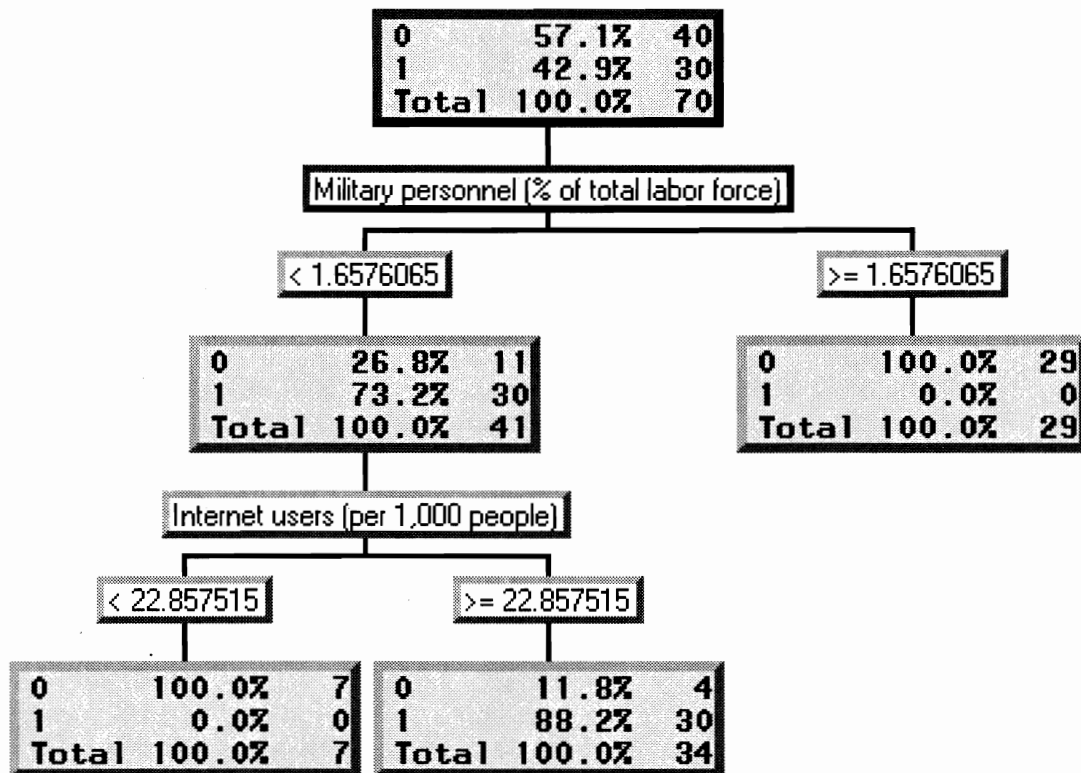 0 57.1% 40
1 42.9% 30
Total 100.0% 70
Military personnel (% of total labor force)
< 1.6576065
>= 1.6576065
0 26.8% 11
1 73.2% 30
Total 100.0% 41
0 100.0% 29
1 0.0% 0
Total 100.0% 29
Internet users (per 1,000 people)
< 22.857515
>= 22.857515
0 100.0% 7
1 0.0% 0
Total 100.0% 7
0 11.8% 4
1 88.2% 30
Total 100.0% 34